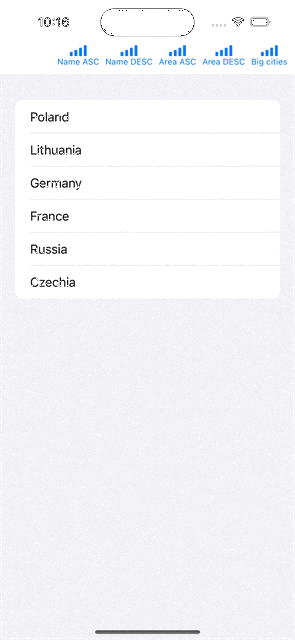 10:16
Name ASC Name DESC Area ASC Area DESC Big cities
Poland
Lithuania
Germany
France
Russia
Czechia